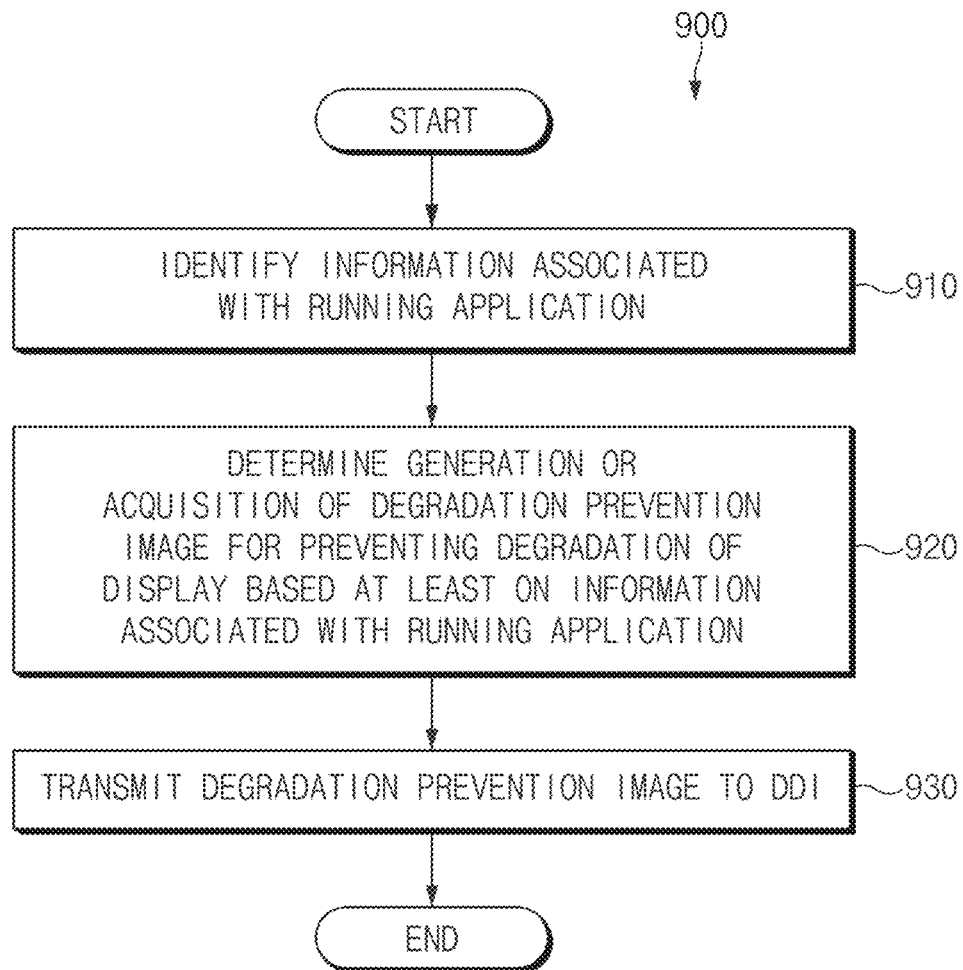 900
START
IDENTIFY INFORMATION ASSOCIATED
WITH RUNNING APPLICATION
910
DETERMINE GENERATION OR
ACQUISITION OF DEGRADATION PREVENTION
IMAGE FOR PREVENTING DEGRADATION OF
DISPLAY BASED AT LEAST ON INFORMATION
ASSOCIATED WITH RUNNING APPLICATION
920
TRANSMIT DEGRADATION PREVENTION IMAGE TO DDI
930
END